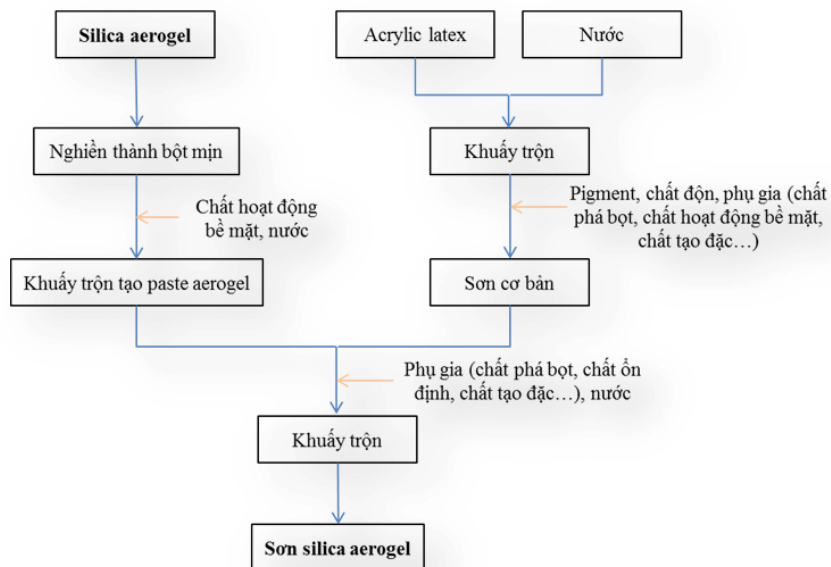 Silica aerogel
Acrylic latex
Nước
Nghiền thành bột mịn
Khuấy trộn
Chất hoạt động
bề mặt, nước
Pigment, chất độn, phụ gia (chất
phá bọt, chất hoạt động bề mặt,
chất tạo đặc…)
Khuấy trộn tạo paste aerogel
Sơn cơ bản
Phụ gia (chất phá bọt, chất ổn
định, chất tạo đặc…), nước
Khuấy trộn
Sơn silica aerogel